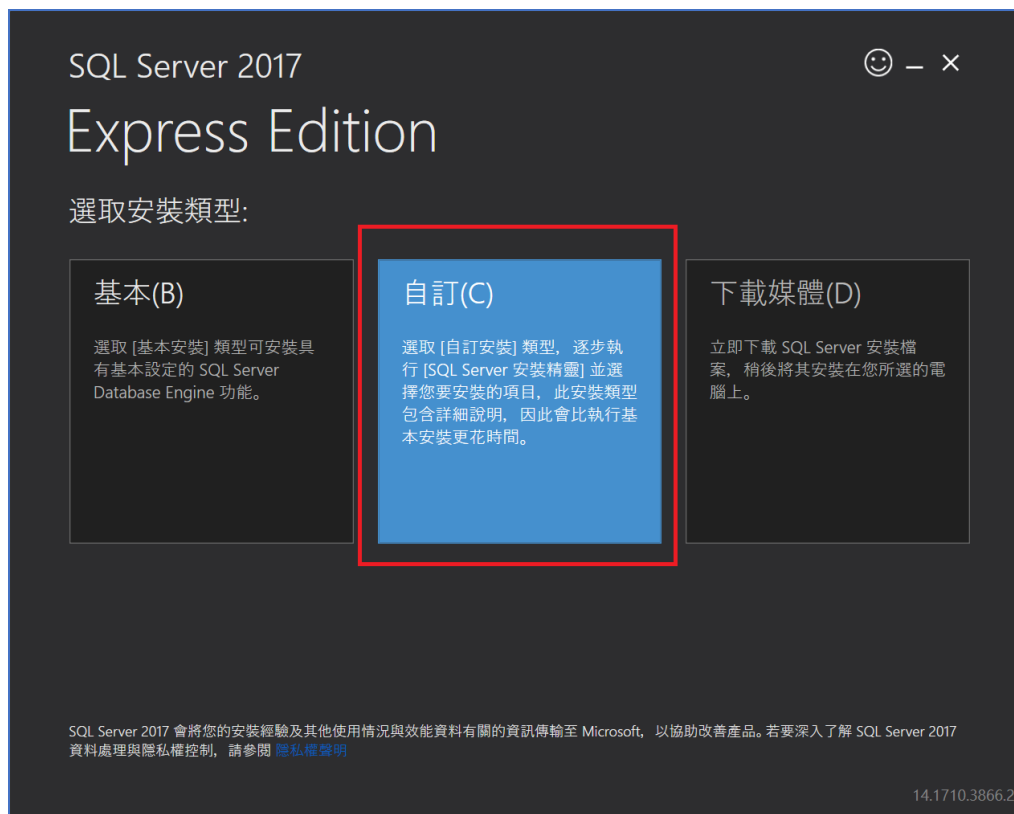 SQL Server 2017
Express Edition
選取安裝類型:
基本(B)
選取 [基本安裝] 類型可安裝具
有基本設定的 SQL Server
Database Engine 功能。
自訂(C)
選取 [自訂安裝] 類型，逐步執
行 [SQL Server 安裝精靈] 並選
擇您要安裝的項目，此安裝類型
包含詳細說明，因此會比執行基
本安裝更花時間。
下載媒體(D)
立即下載 SQL Server 安裝檔
案，稍後將其安裝在您所選的電
腦上。
SQL Server 2017 會將您的安裝經驗及其他使用情況與效能資料有關的資訊傳輸至 Microsoft，以協助改善產品。若要深入了解 SQL Server 2017
資料處理與隱私權控制，請參閱 隱私權聲明
14.1710.3866.2